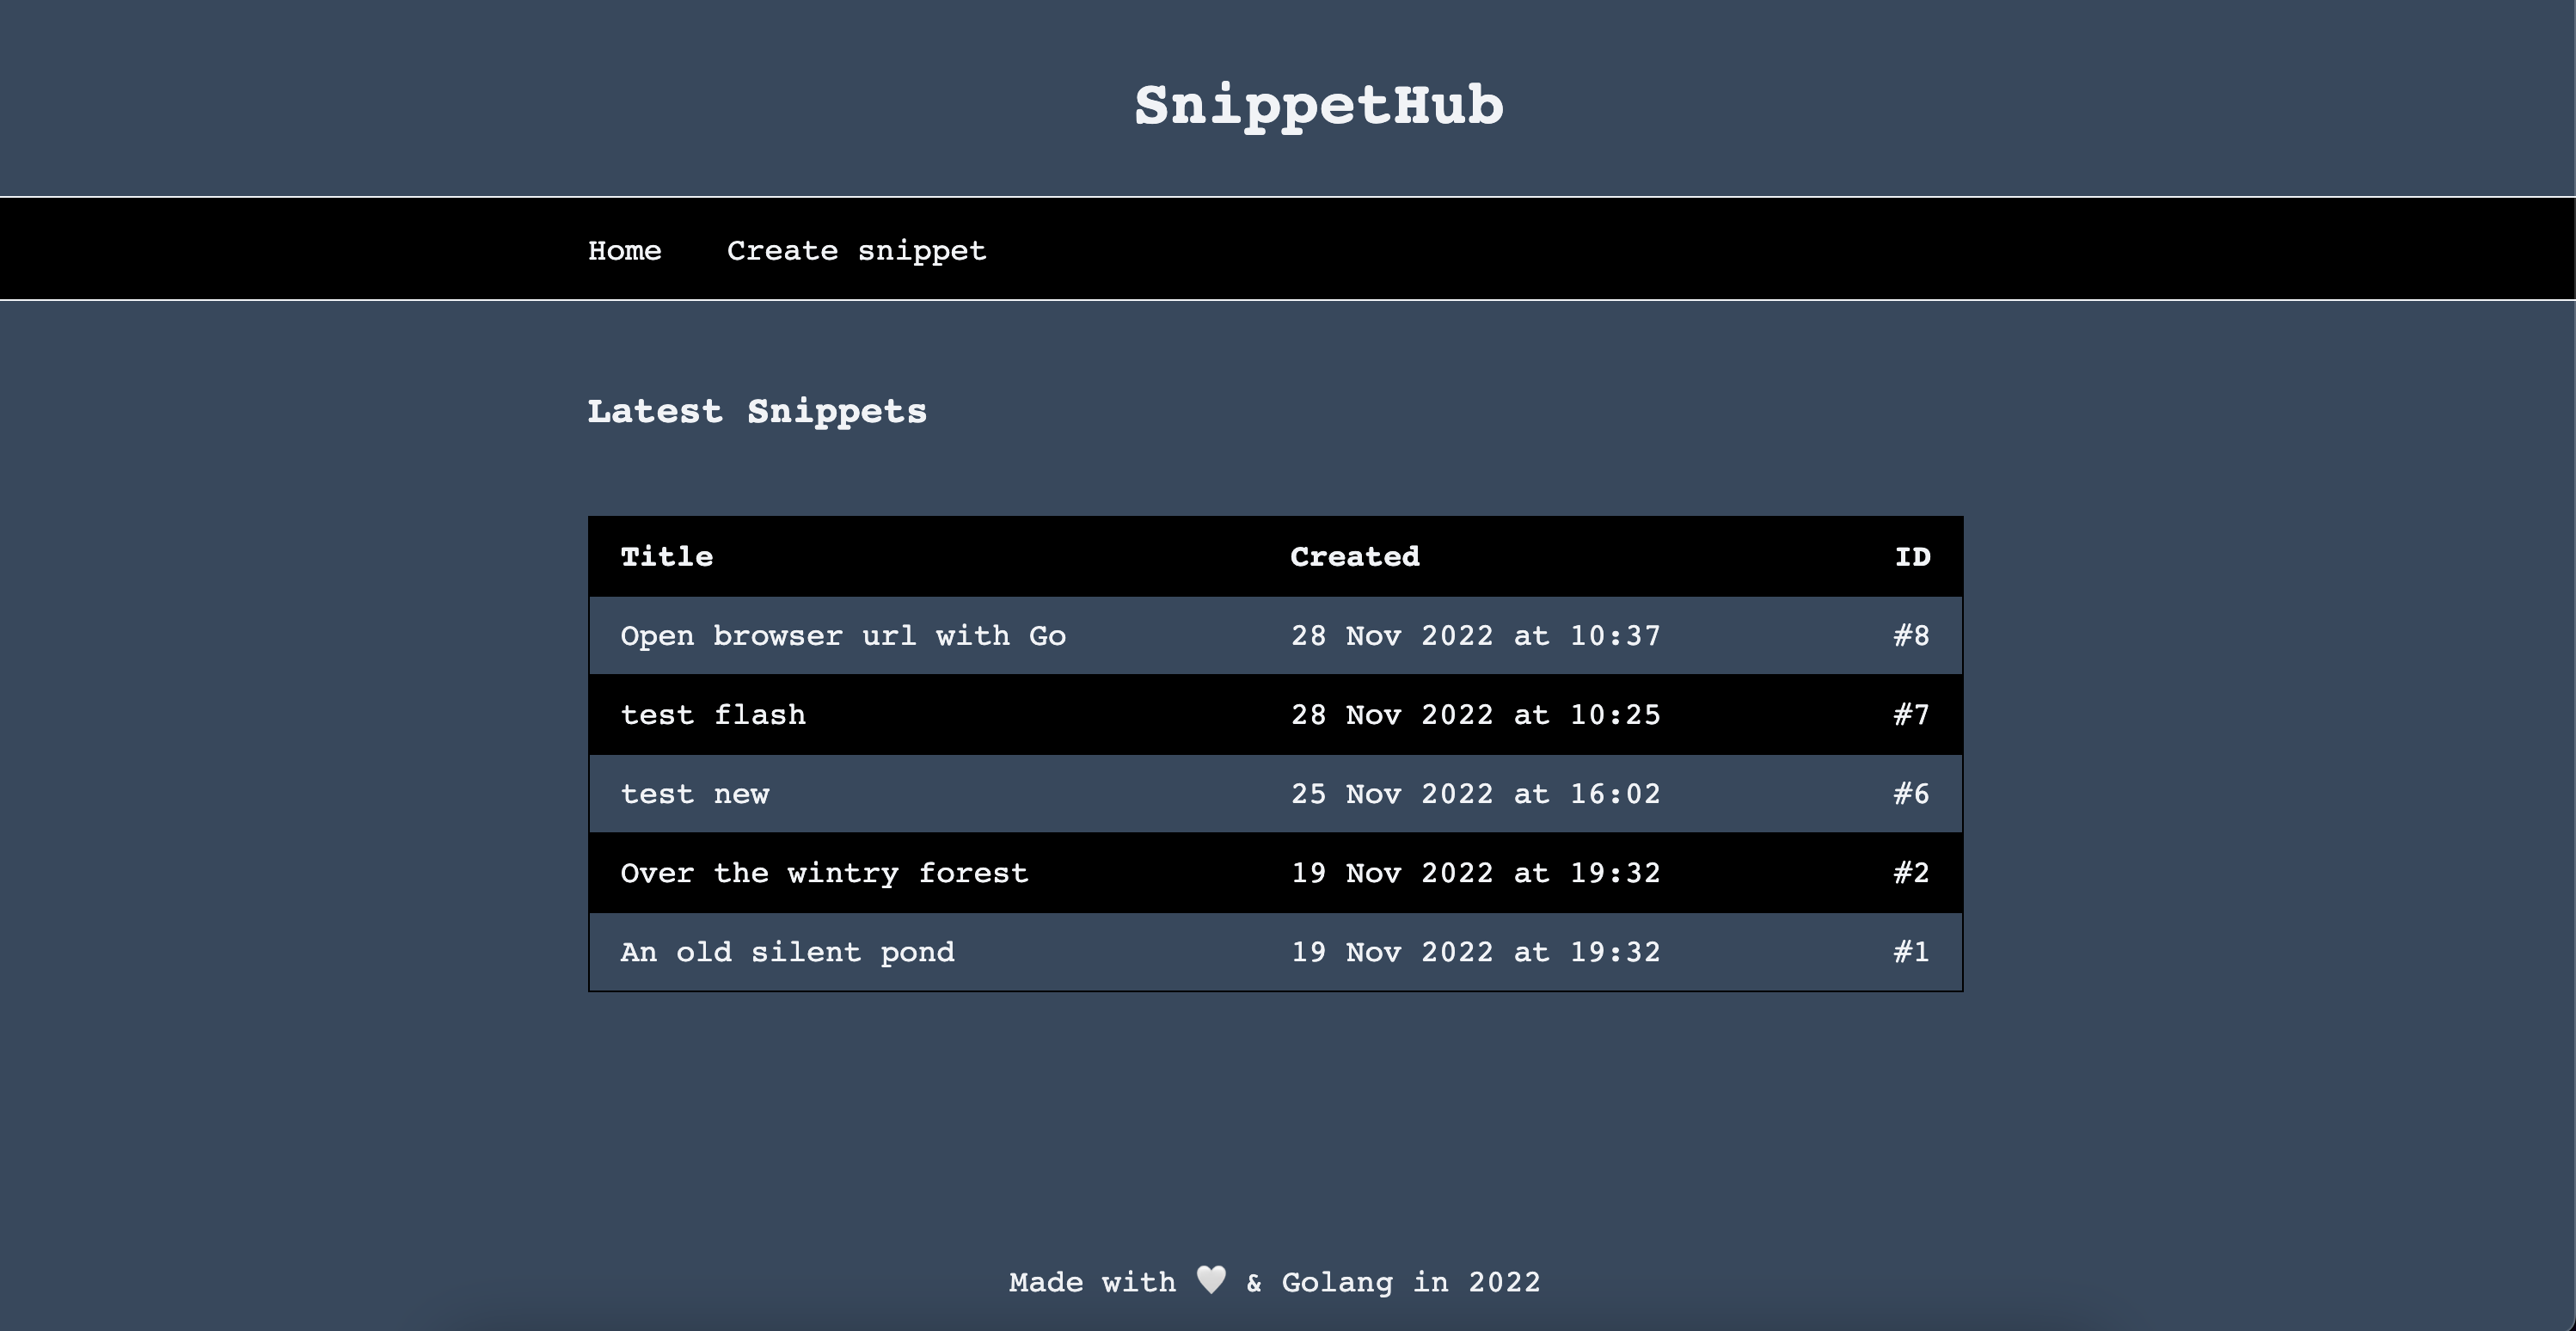 SnippetHub
Home Create snippet
Latest Snippets
Title Created ID
Open browser url with Go 28 Nov 2022 at 10:37 #8
test flash 28 Nov 2022 at 10:25 #7
test new 25 Nov 2022 at 16:02 #6
Over the wintry forest 19 Nov 2022 at 19:32 #2
An old silent pond 19 Nov 2022 at 19:32 #1
Made with 🤍 & Golang in 2022